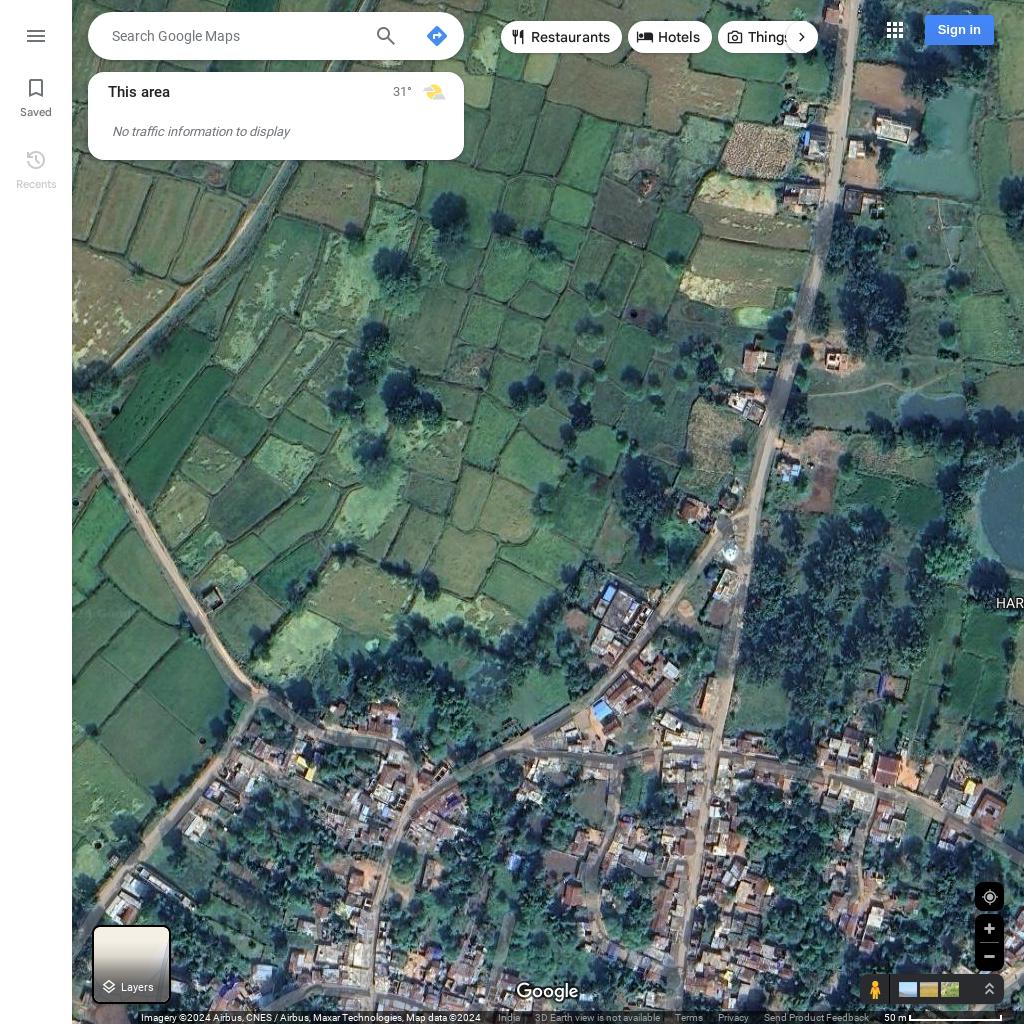 Search Google Maps
Restaurants
Hotels
Things
Sign in
This area
31°
No traffic information to display
Saved
Recents
HAR
Layers
Google
Imagery ©2024 Airbus, CNES / Airbus, Maxar Technologies, Map data ©2024 India 3D Earth view is not available Terms Privacy Send Product Feedback 50 m